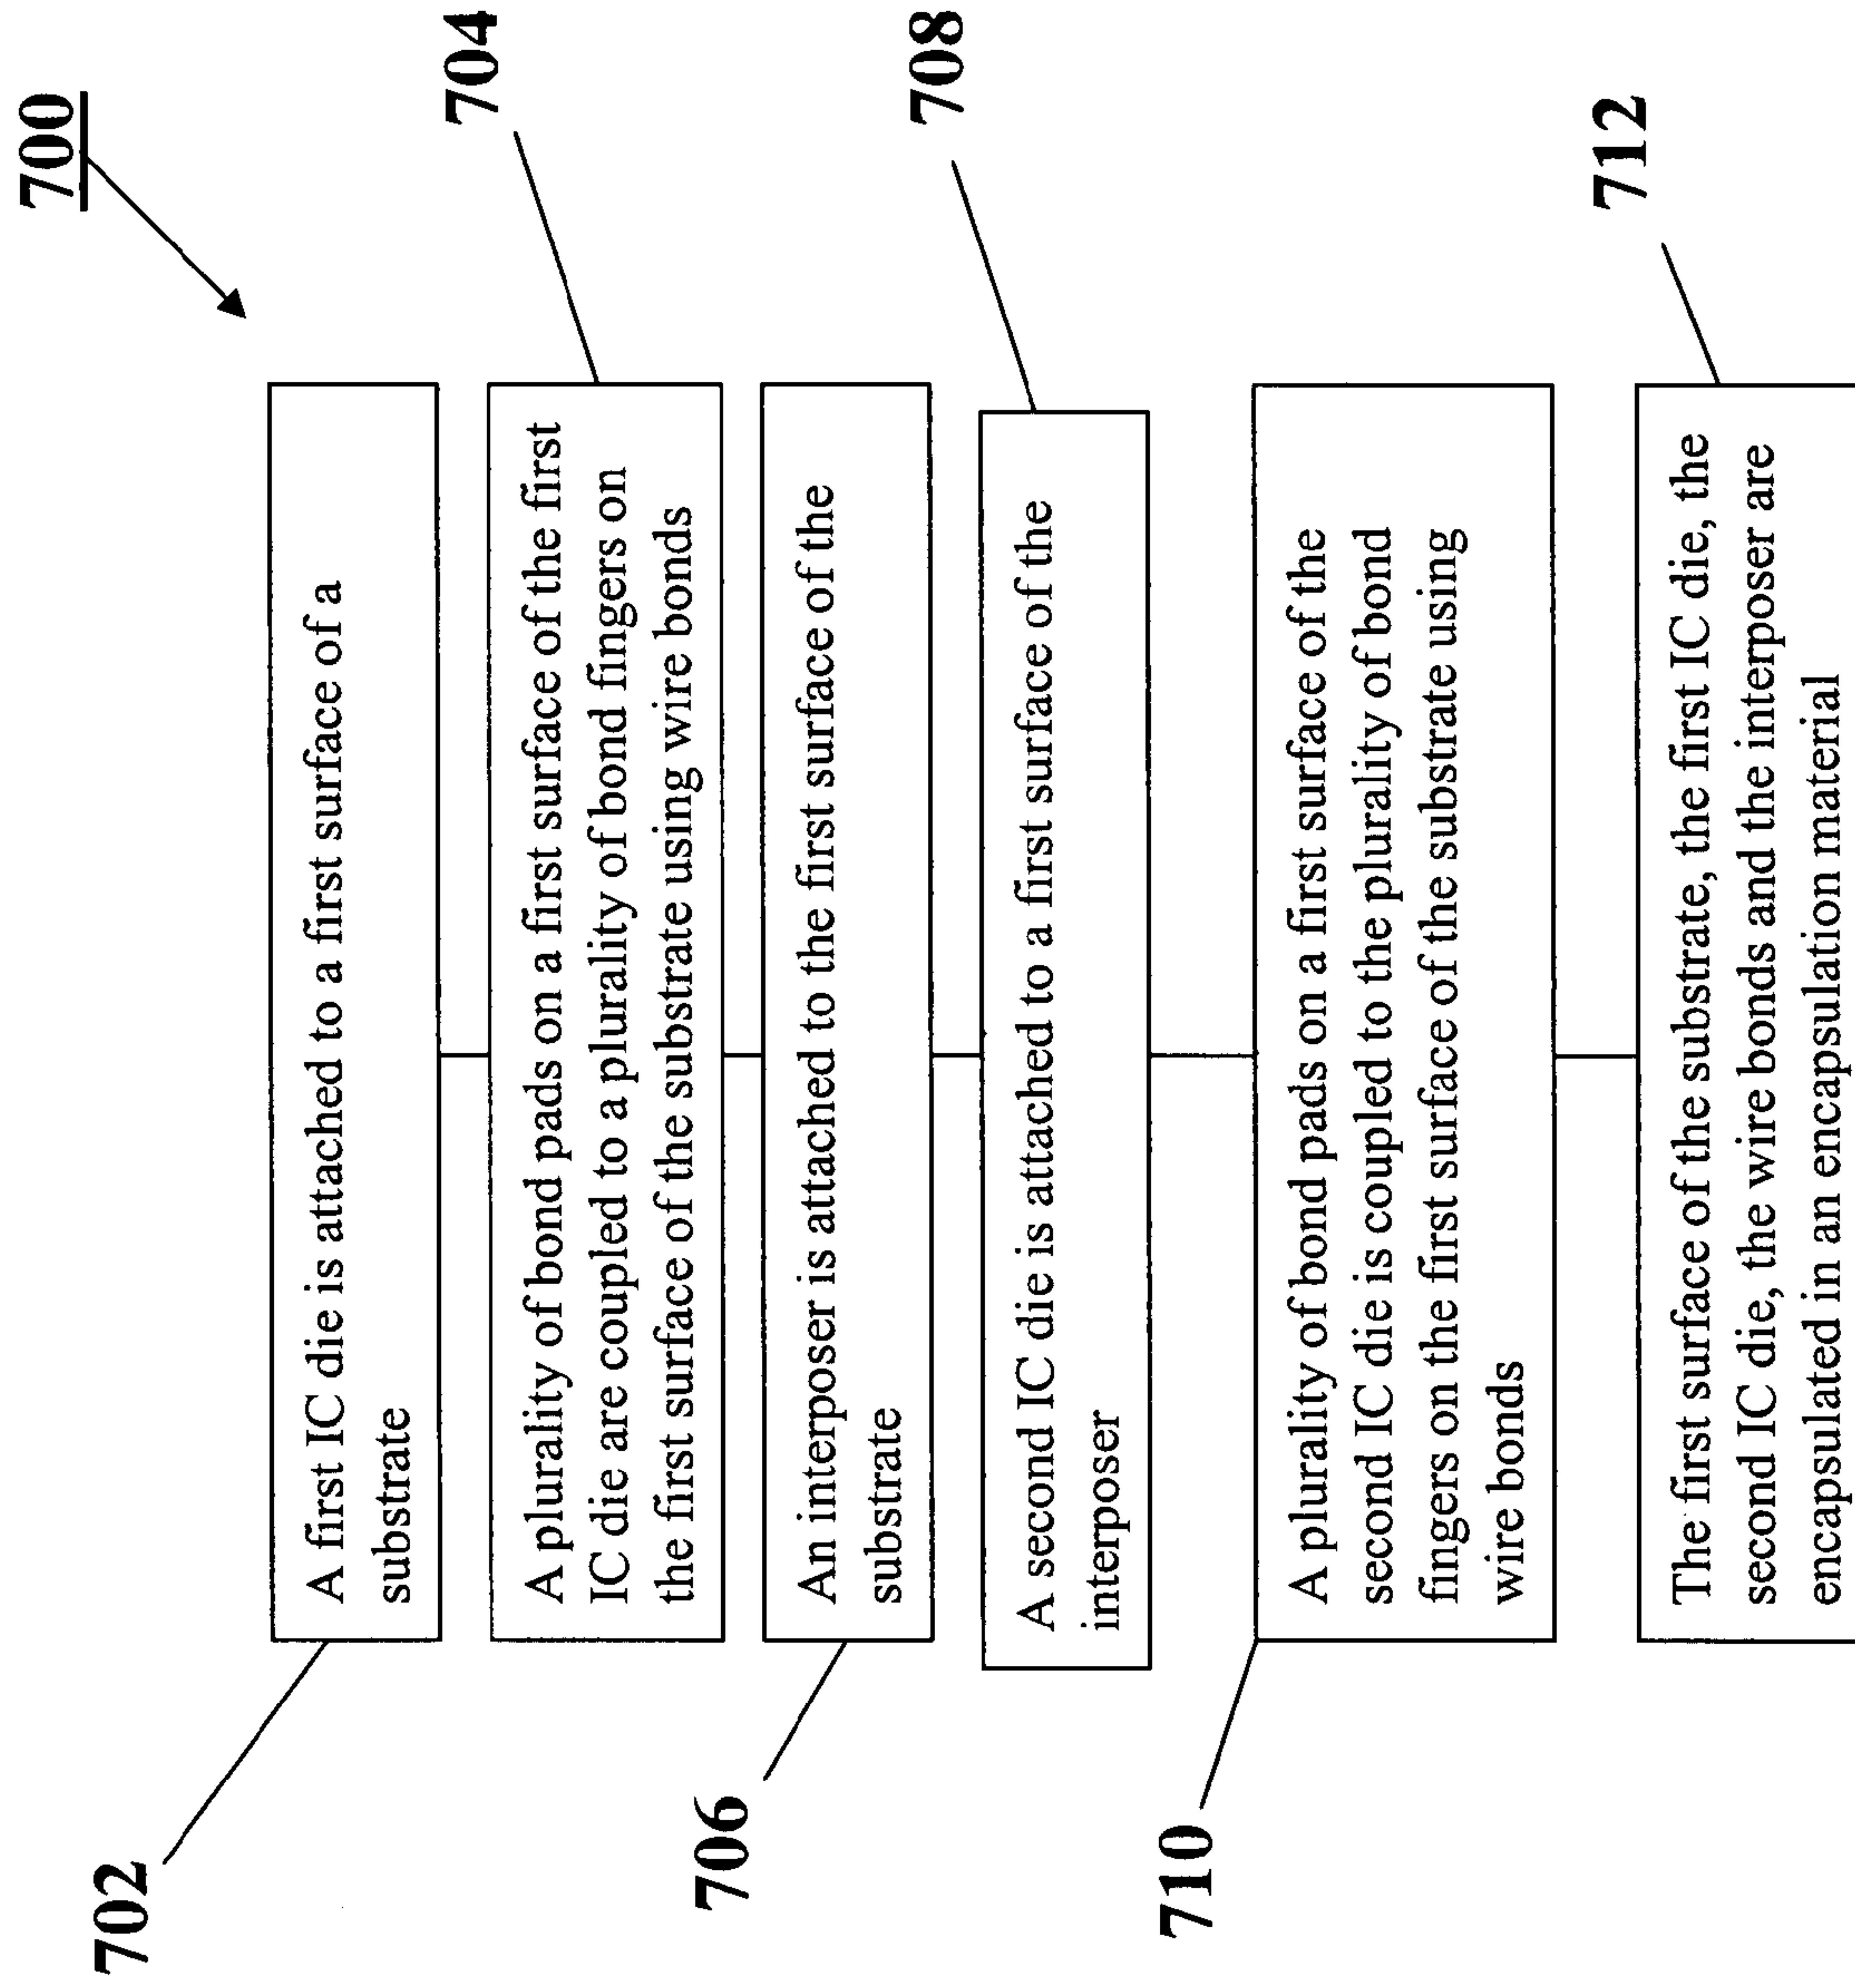 700
702
A first IC die is attached to a first surface of a
substrate
704
A plurality of bond pads on a first surface of the first
IC die are coupled to a plurality of bond fingers on
the first surface of the substrate using wire bonds
706
An interposer is attached to the first surface of the
substrate
708
A second IC die is attached to a first surface of the
interposer
710
A plurality of bond pads on a first surface of the
second IC die is coupled to the plurality of bond
fingers on the first surface of the substrate using
wire bonds
712
The first surface of the substrate, the first IC die, the
second IC die, the wire bonds and the interposer are
encapsulated in an encapsulation material